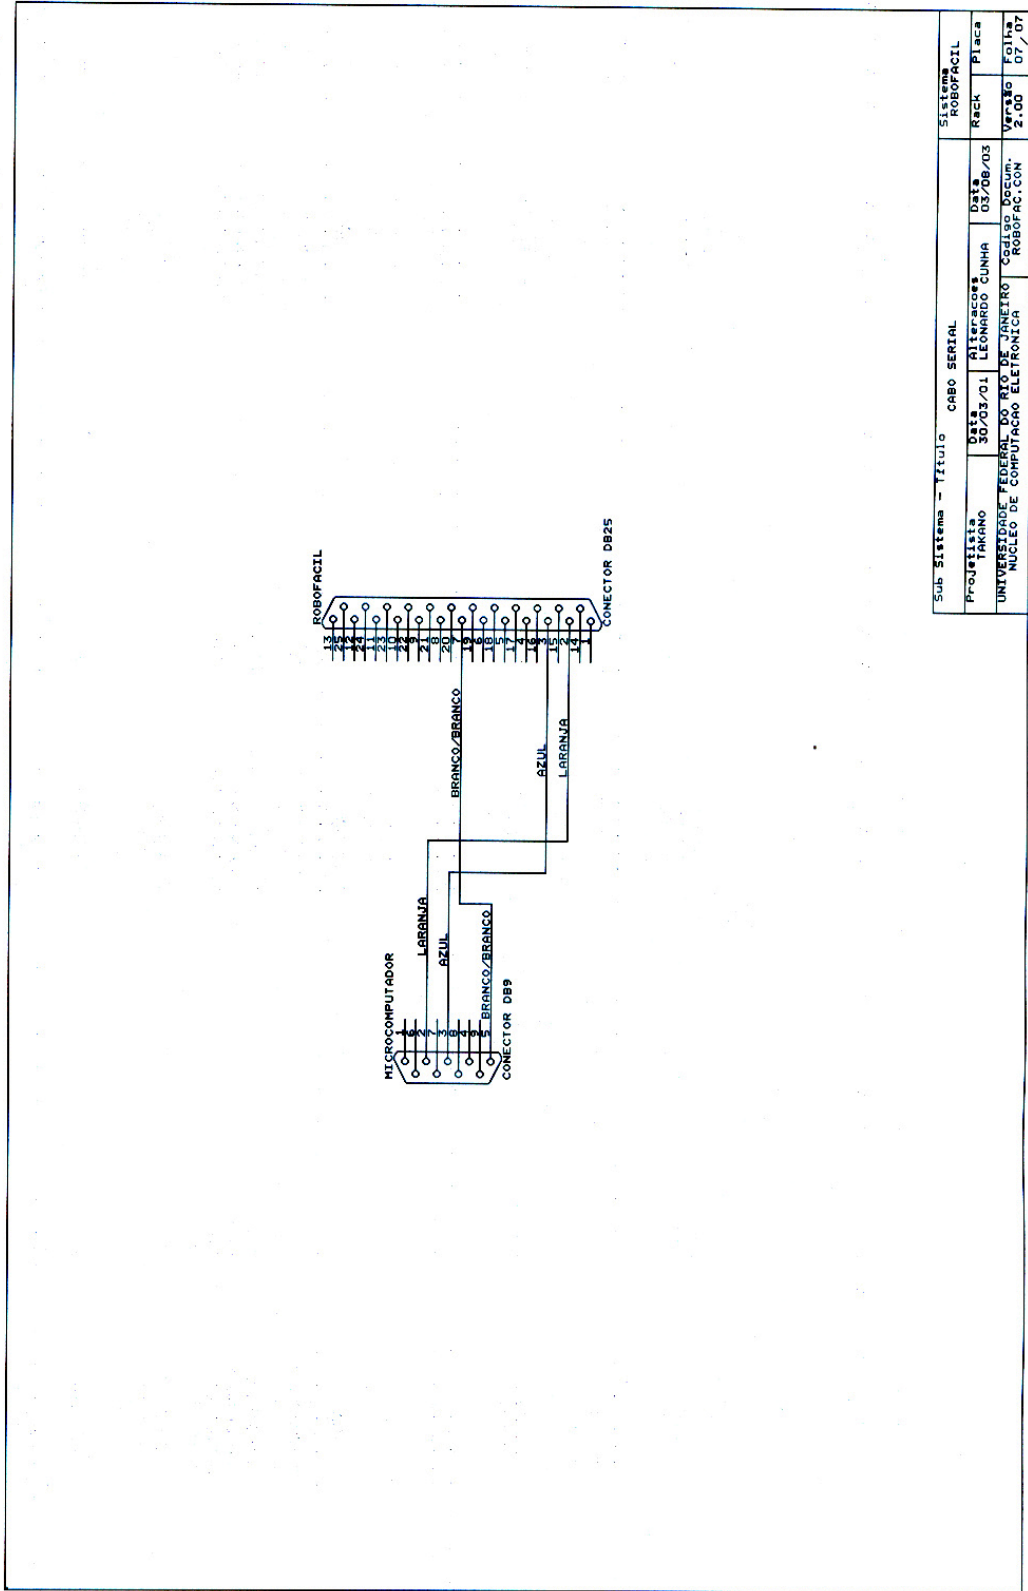 MICROCOMPUTADOR
1
6
2
7
3
8
4
9
5
CONECTOR DB9
LARANJA
AZUL
BRANCO/BRANCO
ROBOFACIL
13
25
12
24
11
23
10
22
9
21
8
20
7
19
6
18
5
17
4
16
3
15
2
14
1
CONECTOR DB25
BRANCO/BRANCO
AZUL
LARANJA
Sub Sistema - Título
CABO SERIAL
Sistema
ROBOFACIL
Projetista
TAKANO
Data
30/03/01
Alteracoes
LEONARDO CUNHA
Data
03/08/03
Rack
Placa
UNIVERSIDADE FEDERAL DO RIO DE JANEIRO
NUCLEO DE COMPUTACAO ELETRONICA
Codigo Docum.
ROBOFAC.CON
Versão
2.00
Folha
07/07